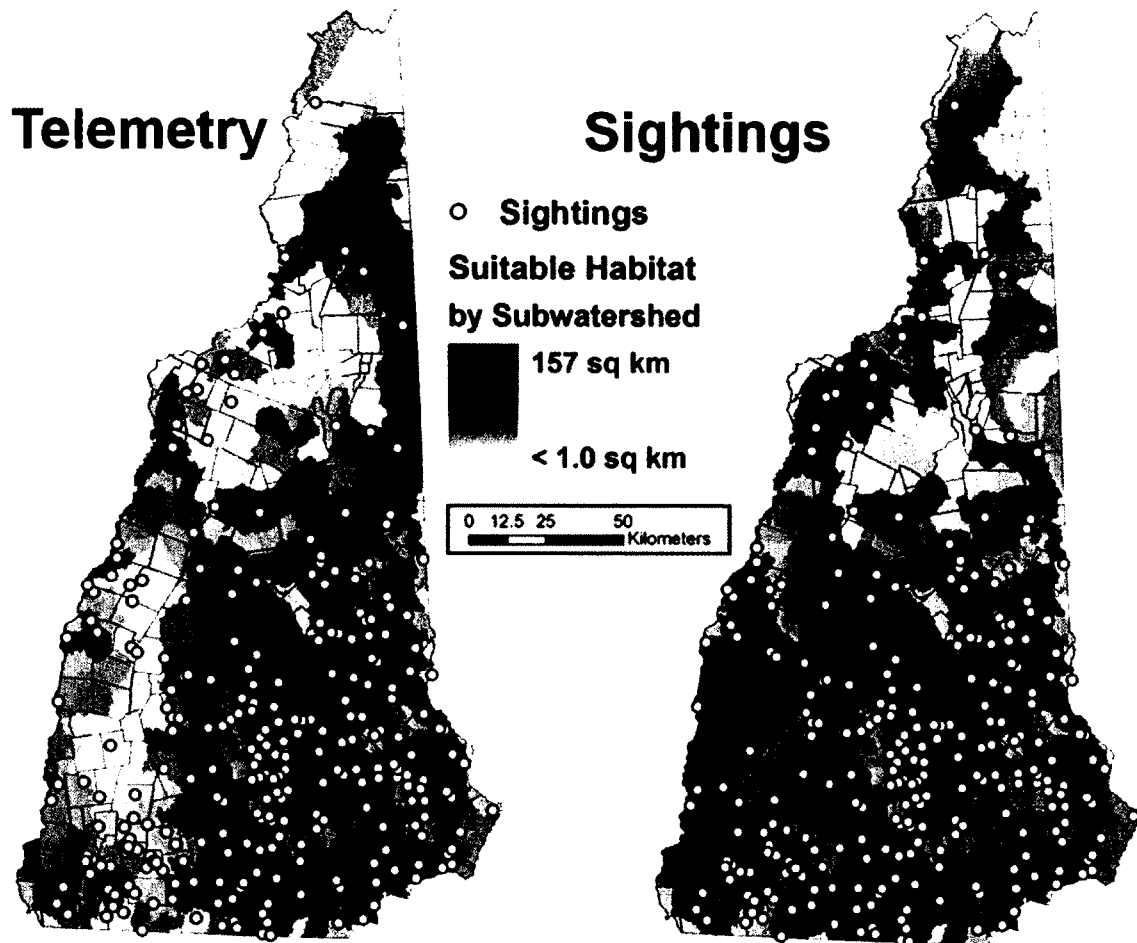 Telemetry
Sightings
Sightings
Suitable Habitat
by Subwatershed
157 sq km
< 1.0 sq km
0 12.5 25 50
Kilometers